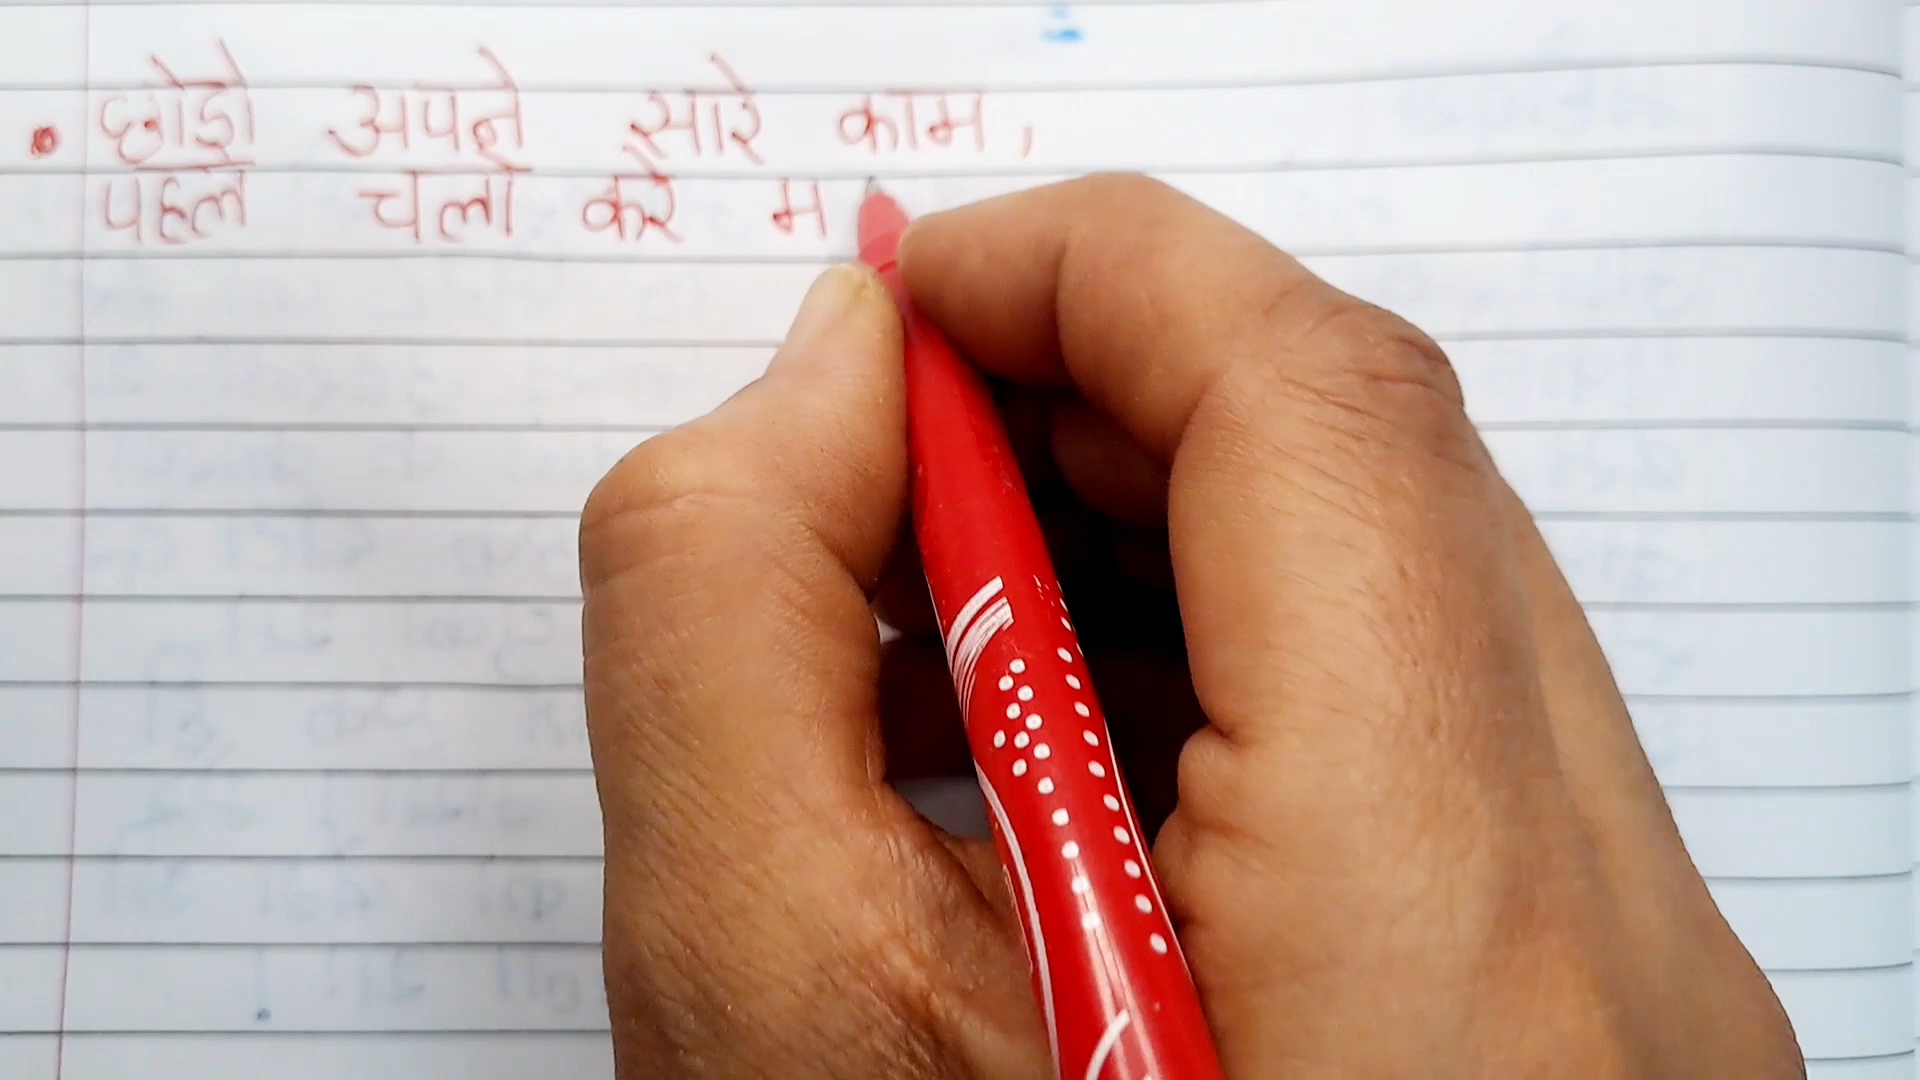 • छोड़ो अपने सारे काम,
पहले चलो करे म